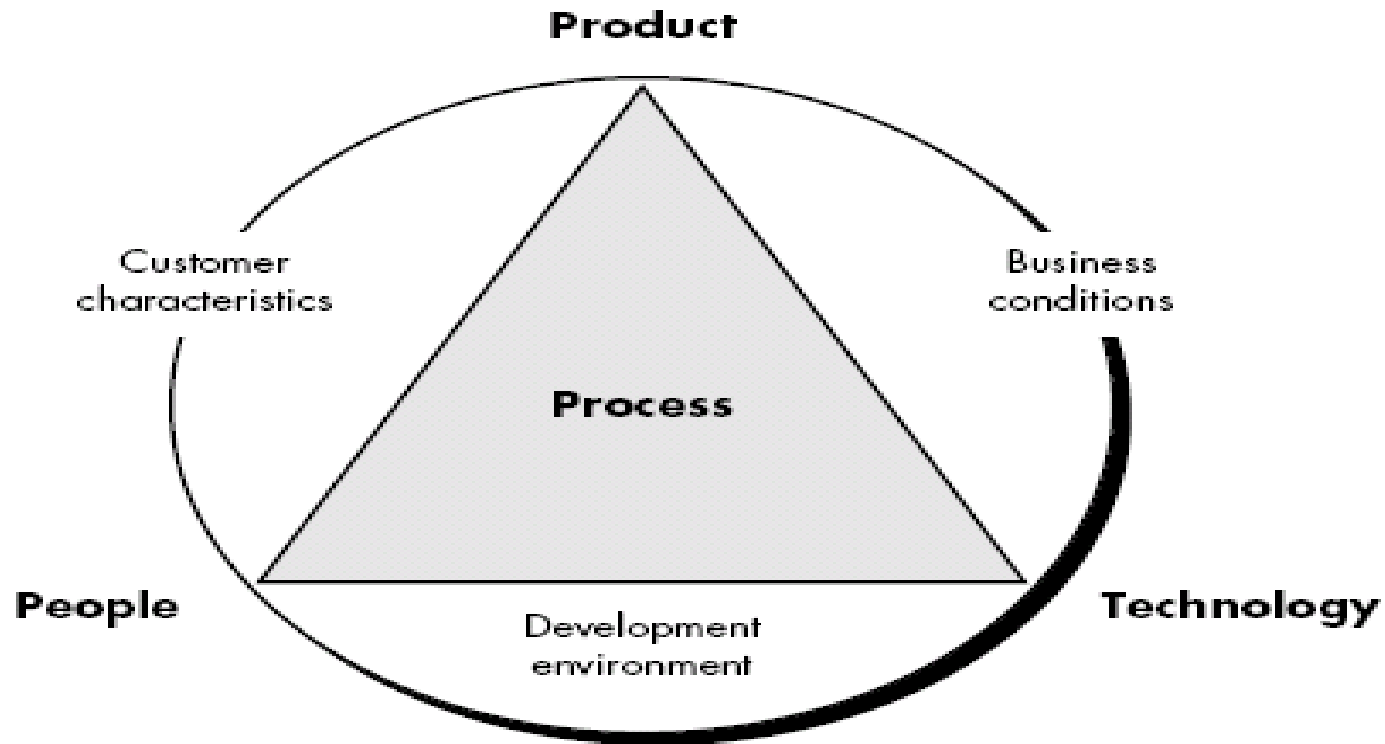 Product
Customer
characteristics
Business
conditions
Process
People
Technology
Development
environment